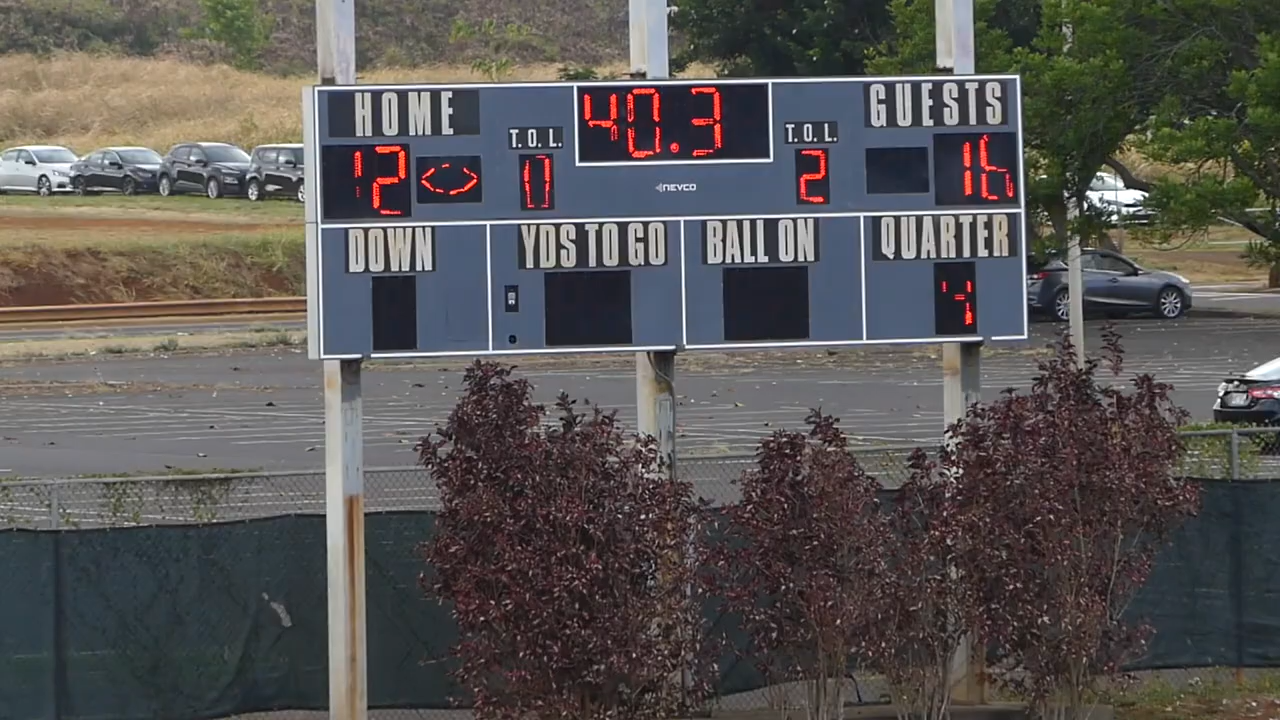 HOME 40.3 GUESTS
T.O.L. T.O.L.
12 <> 0 2 16
NEVCO
DOWN YDS TO GO BALL ON QUARTER
4